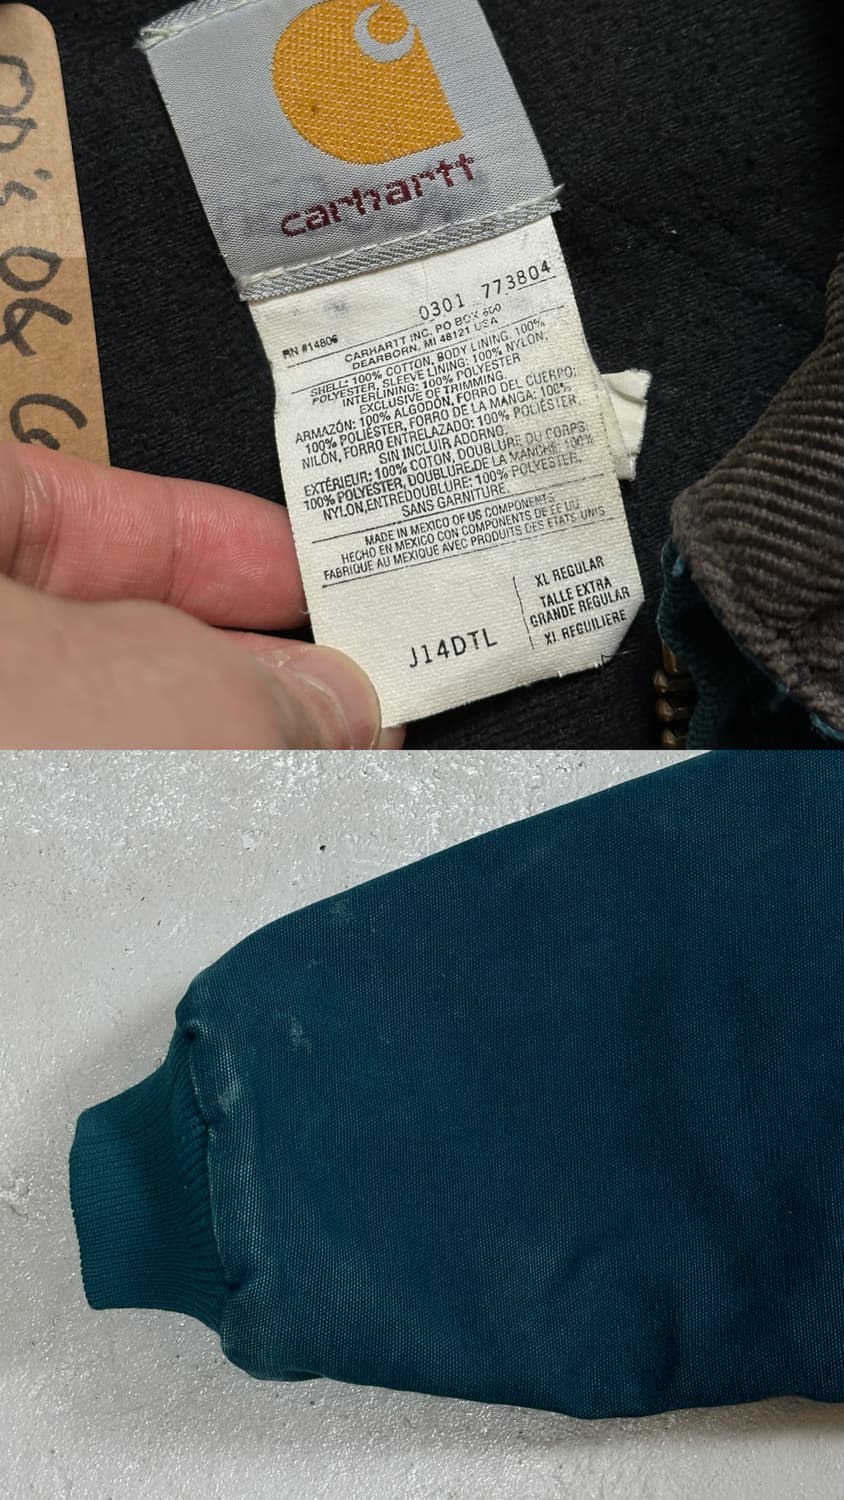 carhartt
0301 773804
RN #14806
CARHARTT INC. PO BOX 600
DEARBORN, MI 48121 USA
SHELL: 100% COTTON, BODY LINING, 100%
POLYESTER, SLEEVE LINING: 100% NYLON,
INTERLINING: 100% POLYESTER
EXCLUSIVE OF TRIMMING.
ARMAZÓN: 100% ALGODÓN, FORRO DEL CUERPO:
100% POLIÉSTER, FORRO DE LA MANGA: 100%
NILÓN, FORRO ENTRELAZADO: 100% POLIÉSTER,
SIN INCLUIR ADORNO.
EXTÉRIEUR: 100% COTON, DOUBLURE DU CORPS:
100% POLYESTER, DOUBLURE.DE LA MANCHE: 100%
NYLON,ENTREDOUBLURE: 100% POLYESTER,
SANS GARNITURE.
MADE IN MEXICO OF US COMPONENTS
HECHO EN MEXICO CON COMPONENTS DE EE UU.
FABRIQUE AU MEXIQUE AVEC PRODUITS DES ETATS UNIS
J14DTL
XL REGULAR
TALLE EXTRA
GRANDE REGULAR
XL REGUILIERE